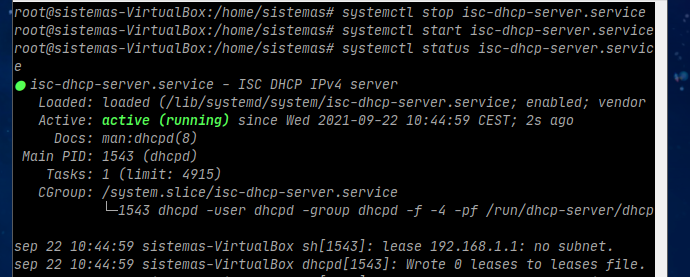 root@sistemas-VirtualBox:/home/sistemas# systemctl stop isc-dhcp-server.service
root@sistemas-VirtualBox:/home/sistemas# systemctl start isc-dhcp-server.service
root@sistemas-VirtualBox:/home/sistemas# systemctl status isc-dhcp-server.servic
e
● isc-dhcp-server.service - ISC DHCP IPv4 server
Loaded: loaded (/lib/systemd/system/isc-dhcp-server.service; enabled; vendor
Active: active (running) since Wed 2021-09-22 10:44:59 CEST; 2s ago
Docs: man:dhcpd(8)
Main PID: 1543 (dhcpd)
Tasks: 1 (limit: 4915)
CGroup: /system.slice/isc-dhcp-server.service
└─1543 dhcpd -user dhcpd -group dhcpd -f -4 -pf /run/dhcp-server/dhcp
sep 22 10:44:59 sistemas-VirtualBox sh[1543]: lease 192.168.1.1: no subnet.
sep 22 10:44:59 sistemas-VirtualBox dhcpd[1543]: Wrote 0 leases to leases file.